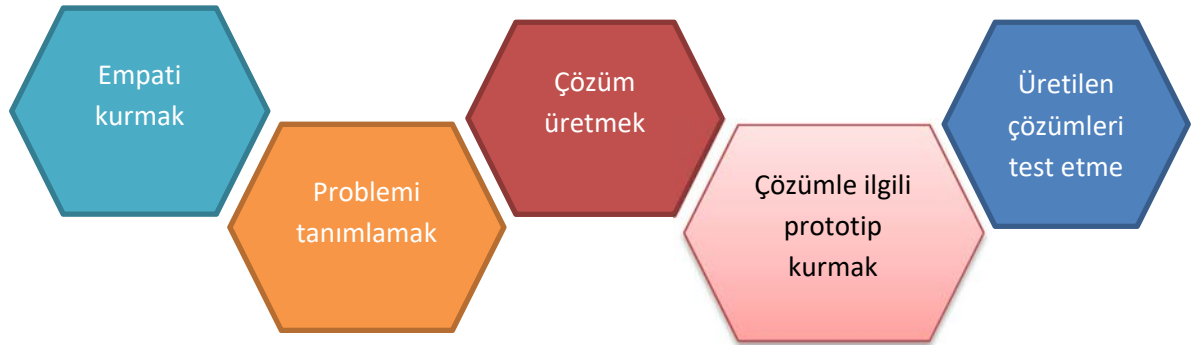 Empati
kurmak
Problemi
tanımlamak
Çözüm
üretmek
Çözümle ilgili
prototip
kurmak
Üretilen
çözümleri
test etme